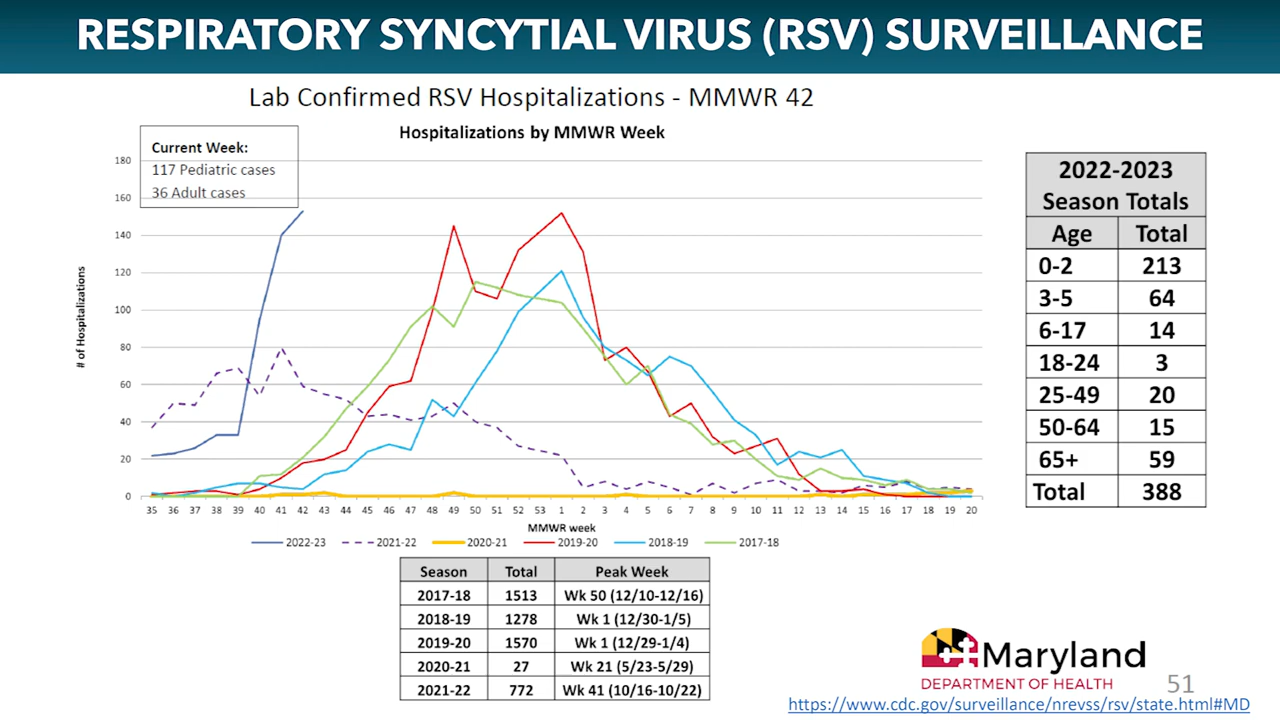 RESPIRATORY SYNCYTIAL VIRUS (RSV) SURVEILLANCE
Lab Confirmed RSV Hospitalizations - MMWR 42
Hospitalizations by MMWR Week
Current Week:
117 Pediatric cases
36 Adult cases
# of Hospitalizations
180
160
140
120
100
80
60
40
20
0
35 36 37 38 39 40 41 42 43 44 45 46 47 48 49 50 51 52 53 1 2 3 4 5 6 7 8 9 10 11 12 13 14 15 16 17 18 19 20
MMWR week
2022-23 2021-22 2020-21 2019-20 2018-19 2017-18
2022-2023
Season Totals
Age Total
0-2 213
3-5 64
6-17 14
18-24 3
25-49 20
50-64 15
65+ 59
Total 388
Season Total Peak Week
2017-18 1513 Wk 50 (12/10-12/16)
2018-19 1278 Wk 1 (12/30-1/5)
2019-20 1570 Wk 1 (12/29-1/4)
2020-21 27 Wk 21 (5/23-5/29)
2021-22 772 Wk 41 (10/16-10/22)
Maryland
DEPARTMENT OF HEALTH
51
https://www.cdc.gov/surveillance/nrevss/rsv/state.html#MD